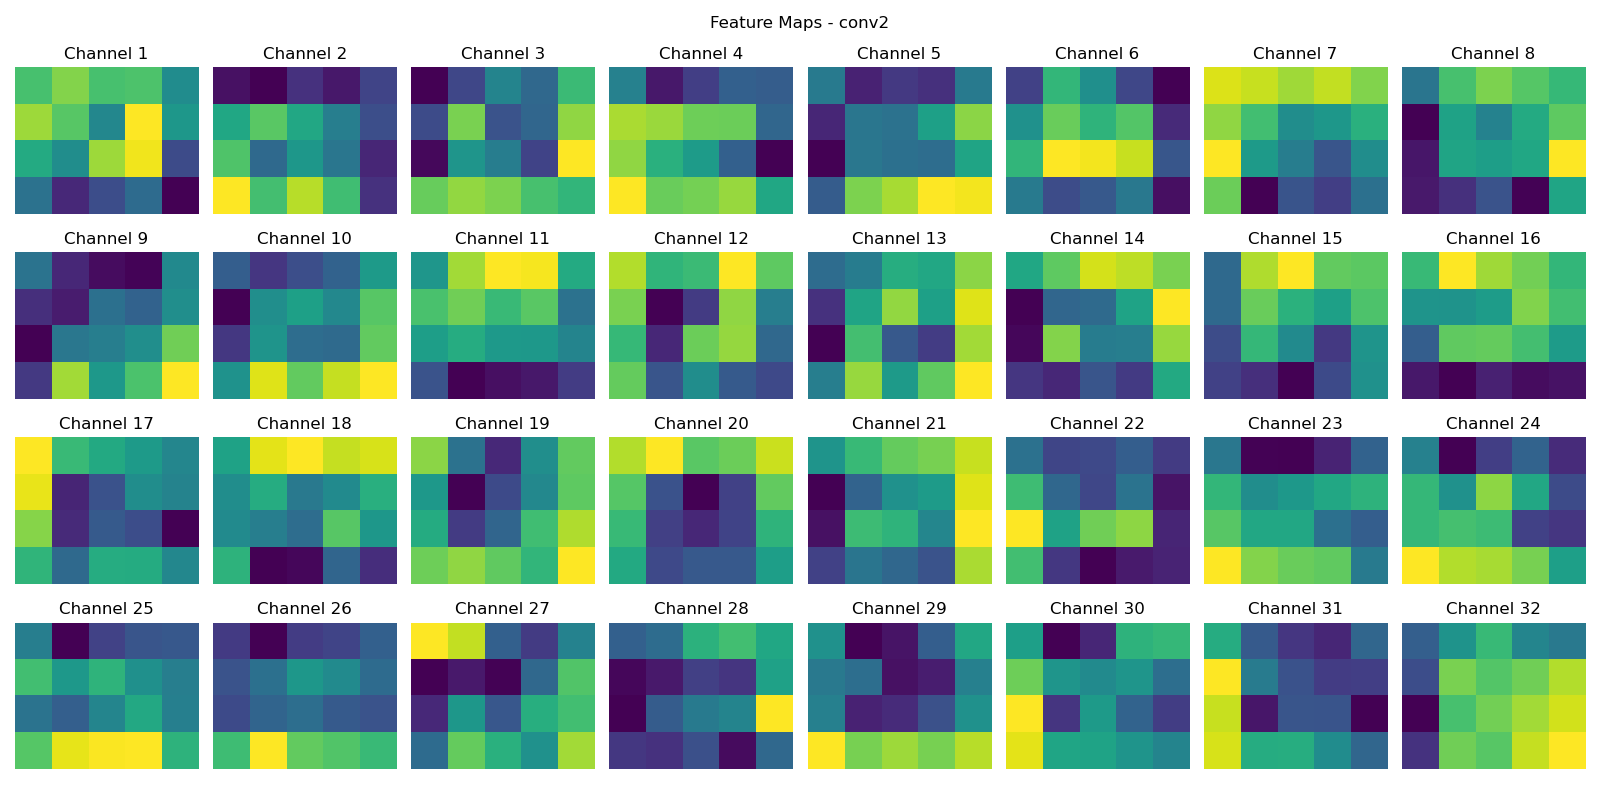 Feature Maps - conv2
Channel 1 Channel 2 Channel 3 Channel 4 Channel 5 Channel 6 Channel 7 Channel 8
Channel 9 Channel 10 Channel 11 Channel 12 Channel 13 Channel 14 Channel 15 Channel 16
Channel 17 Channel 18 Channel 19 Channel 20 Channel 21 Channel 22 Channel 23 Channel 24
Channel 25 Channel 26 Channel 27 Channel 28 Channel 29 Channel 30 Channel 31 Channel 32